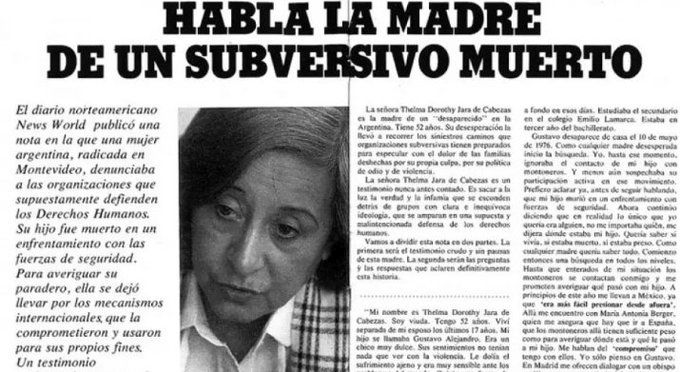 HABLA LA MADRE
DE UN SUBVERSIVO MUERTO
El diario norteamericano
News World publicó una
nota en la que una mujer
argentina, radicada en
Montevideo, denunciaba
a las organizaciones que
supuestamente defienden
los Derechos Humanos.
Su hijo fue muerto en un
enfrentamiento con las
fuerzas de seguridad.
Para averiguar su
paradero, ella se dejó
llevar por los mecanismos
internacionales, que la
comprometieron y usaron
para sus propios fines.
Un testimonio
La señora Thelma Dorothy Jara de Cabezas
es la madre de un "desaparecido" en la
Argentina. Tiene 52 años. Su desesperación la
llevó a recorrer los siniestros caminos que
organizaciones subversivas tienen preparados
para especular con el dolor de las familias
deshechas por su propia culpa, por su política
de odio y de violencia.
La señora Thelma Jara de Cabezas es un
testimonio nunca antes contado. Es sacar a
la luz la verdad y la infamia que se esconden
detrás de grupos con clara e inequívoca
ideología, que se amparan en una supuesta y
malintencionada defensa de los derechos
humanos.
Vamos a dividir esta nota en dos partes. La
primera será el testimonio crudo y sin pausas
de esta madre. La segunda serán las preguntas
y las respuestas que aclaren definitivamente
esta historia.
"Mi nombre es Thelma Dorothy Jara de
Cabezas. Soy viuda. Tengo 52 años. Viví
separada de mi esposo los últimos 17 años. Mi
hijo se llamaba Gustavo Alejandro. Era un
chico muy dulce. Sus sentimientos no tenían
nada que ver con la violencia. Le dolía el
sufrimiento ajeno y era muy sensible ante los
a fondo en esos días. Estudiaba el secundario
en el colegio Emilio Lamarca. Estaba en
tercer año del bachillerato.
Gustavo desaparece de casa el 10 de mayo
de 1976. Como cualquier madre desesperada
inicio la búsqueda. Yo, hasta ese momento,
ignoraba el contacto de mi hijo con
montoneros. Y menos aún sospechaba su
participación activa en ese movimiento.
Prefiero aclarar ya, antes de seguir hablando,
que mi hijo murió en un enfrentamiento con
fuerzas de seguridad. Ahora continúo
diciendo que en realidad lo único que yo
quería era alguien, no me importaba quién, me
dijera dónde estaba mi hijo. Quería saber si
vivía, si estaba muerto, si estaba preso. Como
cualquier madre quería saber todo. Comienzo
entonces una búsqueda en todos los niveles.
Hasta que enterados de mi situación los
montoneros se contactan conmigo y me
prometen averiguar qué pasó con mi hijo. A
principios de este año me llevan a México, ya
que "era más fácil presionar desde afuera".
Allí me encuentro con María Antonia Berger,
quien me asegura que hay que ir a España,
que los montoneros allí tienen suficiente peso
como para averiguar dónde está y qué le pasó
a mi hijo. Me hablan del "compromiso" que
tengo con ellos. Yo sólo pienso en Gustavo.
En Madrid me ofrecen dialogar con un obispo